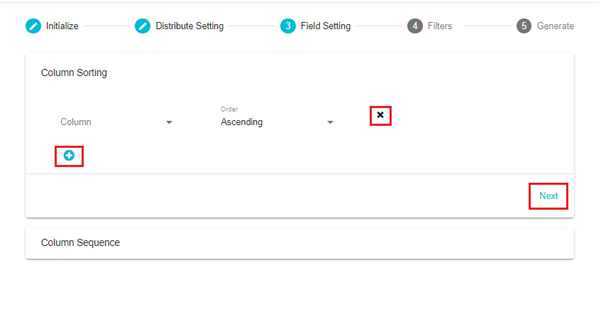 Initialize Distribute Setting 3 Field Setting 4 Filters 5 Generate
Column Sorting
Order
Column Ascending
Next
Column Sequence